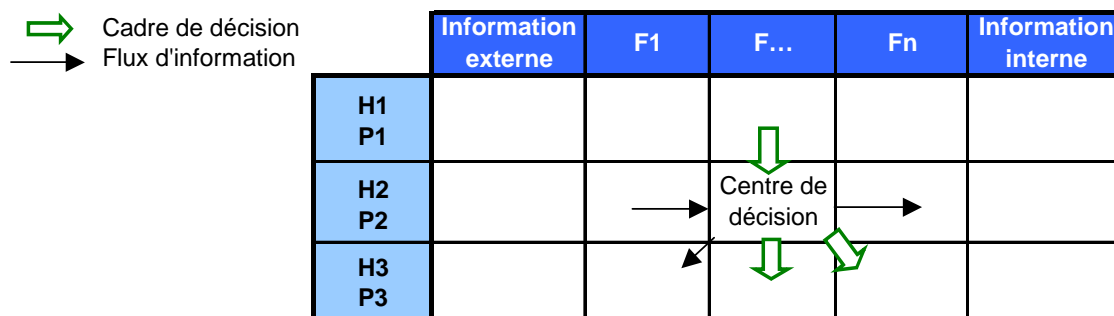 Cadre de décision
Flux d'information
Information externe
F1
F…
Fn
Information interne
H1
P1
H2
P2
Centre de
décision
H3
P3